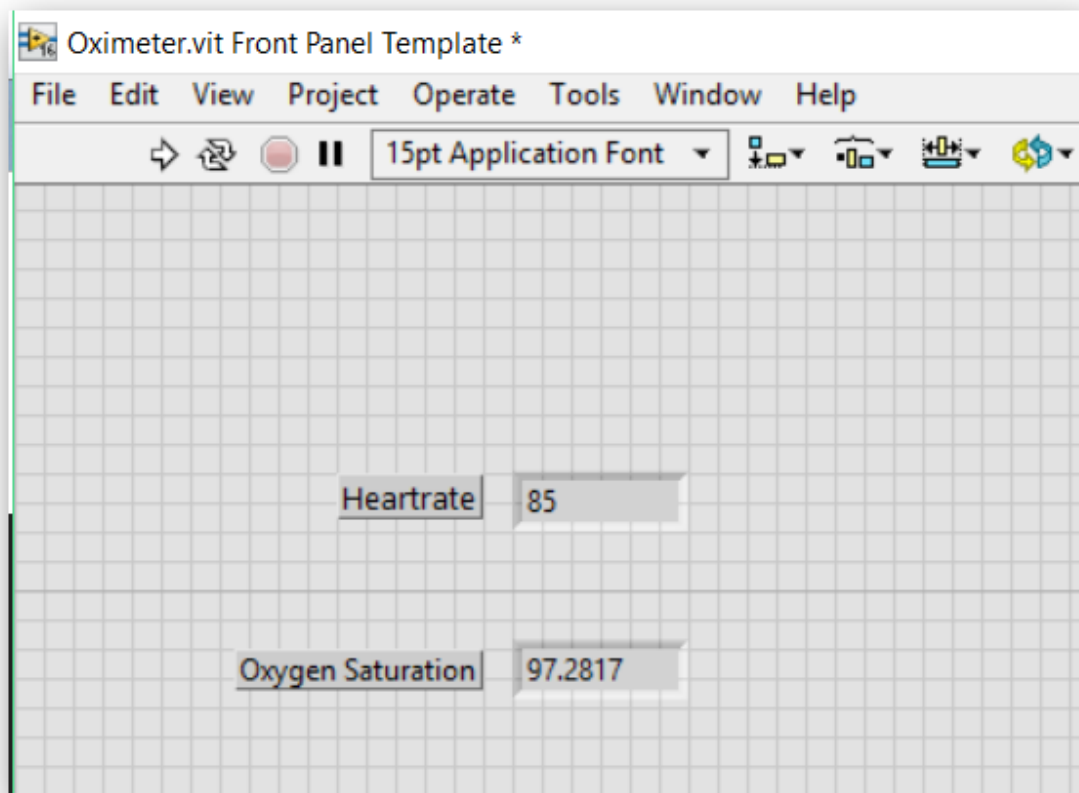 Oximeter.vit Front Panel Template *
File Edit View Project Operate Tools Window Help
15pt Application Font
Heartrate 85
Oxygen Saturation 97.2817